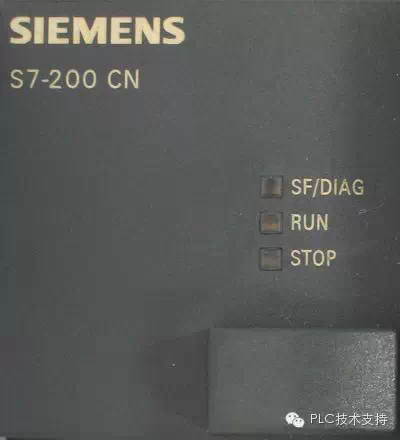 SIEMENS
S7-200 CN
SF/DIAG
RUN
STOP
PLC技术支持